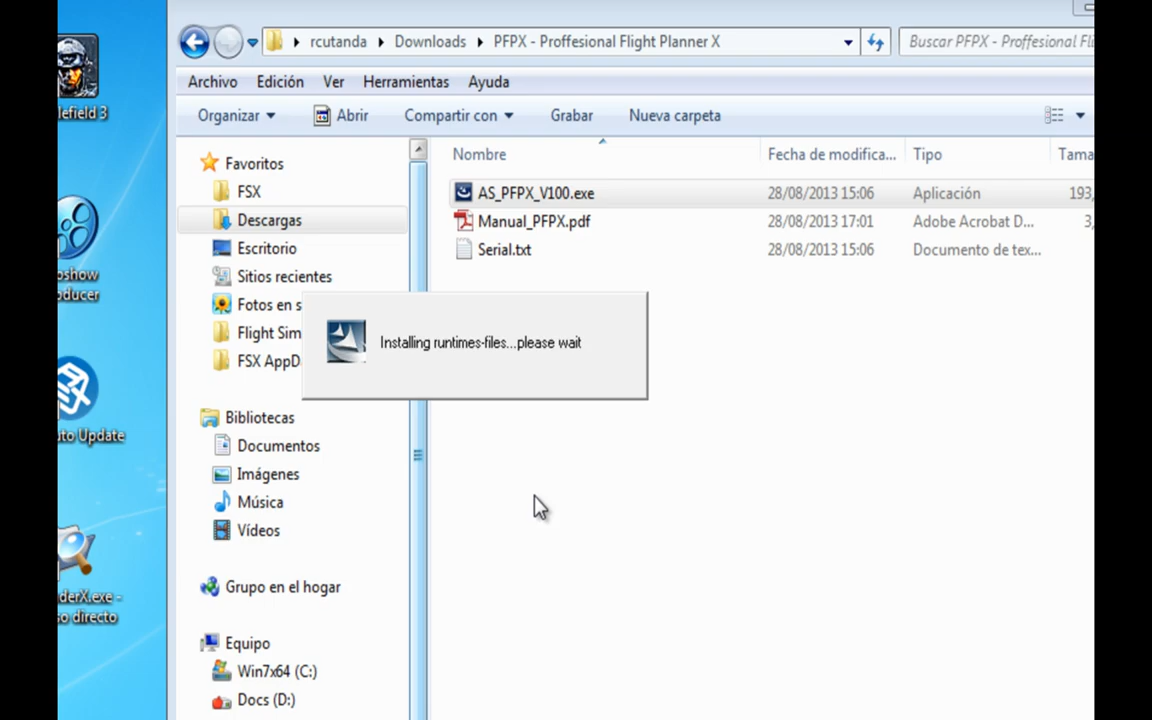 rcutanda Downloads PFPX - Proffesional Flight Planner X
Buscar PFPX - Proffesional Fli
Archivo Edición Ver Herramientas Ayuda
Organizar Abrir Compartir con Grabar Nueva carpeta
Nombre Fecha de modifica... Tipo Tama
AS_PFPX_V100.exe 28/08/2013 15:06 Aplicación 193,
Manual_PFPX.pdf 28/08/2013 17:01 Adobe Acrobat D... 3,
Serial.txt 28/08/2013 15:06 Documento de tex...
Favoritos
FSX
Descargas
Escritorio
Sitios recientes
Fotos en s
Flight Sim
FSX AppD
Bibliotecas
Documentos
Imágenes
Música
Vídeos
Grupo en el hogar
Equipo
Win7x64 (C:)
Docs (D:)
Installing runtimes-files...please wait
lefield 3
oshow
oducer
uto Update
derX.exe -
so directo